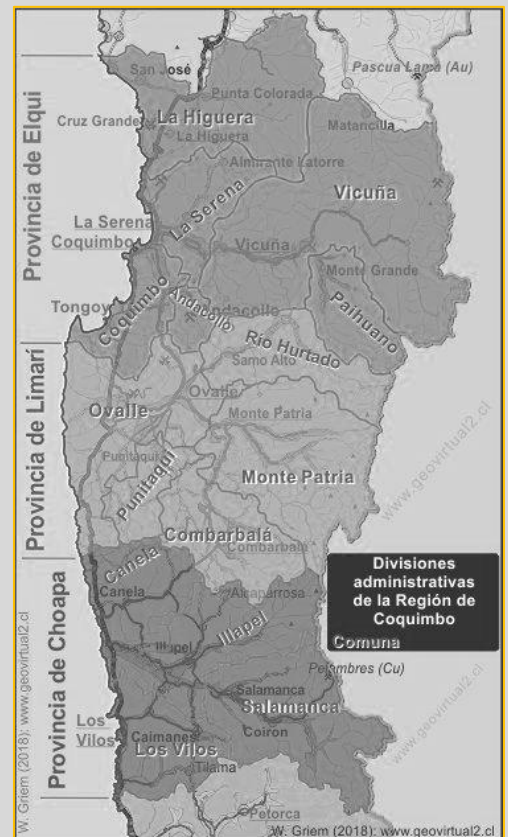 San José
Pascua Lama (Au)
Punta Colorada
Cruz Grande
La Higuera
La Higuera
Matancilla
Almirante Latorre
Provincia de Elqui
Vicuña
La Serena
La Serena
Coquimbo
Vicuña
Monte Grande
Tongoy
Coquimbo
Andacollo
Andacollo
Paihuano
Río Hurtado
Samo Alto
Provincia de Limarí
Ovalle
Ovalle
Monte Patria
www.geovirtual2.cl
Punitaqui
Punitaqui
Monte Patria
Combarbalá
Combarbalá
Canela
Canela
Alcaparrosa
Divisiones
administrativas
de la Región de
Coquimbo
Comuna
Provincia de Choapa
Illapel
Illapel
Pelambres (Cu)
Salamanca
Salamanca
Los
Vilos
Caimanes
Los Vilos
Coiron
Tilama
www.geovirtual2.cl
Petorca
W. Griem (2018): www.geovirtual2.cl
W. Griem (2018): www.geovirtual2.cl